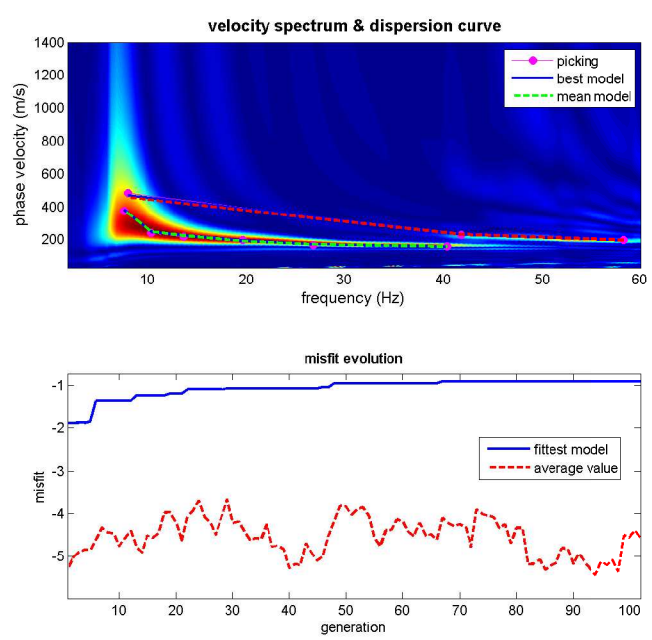 velocity spectrum & dispersion curve
1400
1200
1000
800
600
400
200
phase velocity (m/s)
picking
best model
mean model
10 20 30 40 50 60
frequency (Hz)
misfit evolution
-1
-2
-3
-4
-5
misfit
fittest model
average value
10 20 30 40 50 60 70 80 90 100
generation